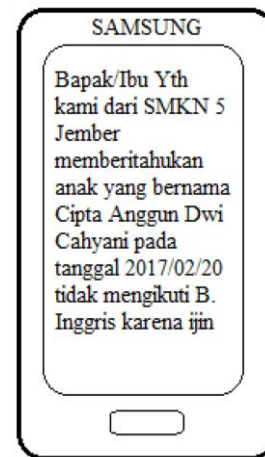 SAMSUNG
Bapak/Ibu Yth
kami dari SMKN 5
Jember
memberitahukan
anak yang bernama
Cipta Anggun Dwi
Cahyani pada
tanggal 2017/02/20
tidak mengikuti B.
Inggris karena ijin